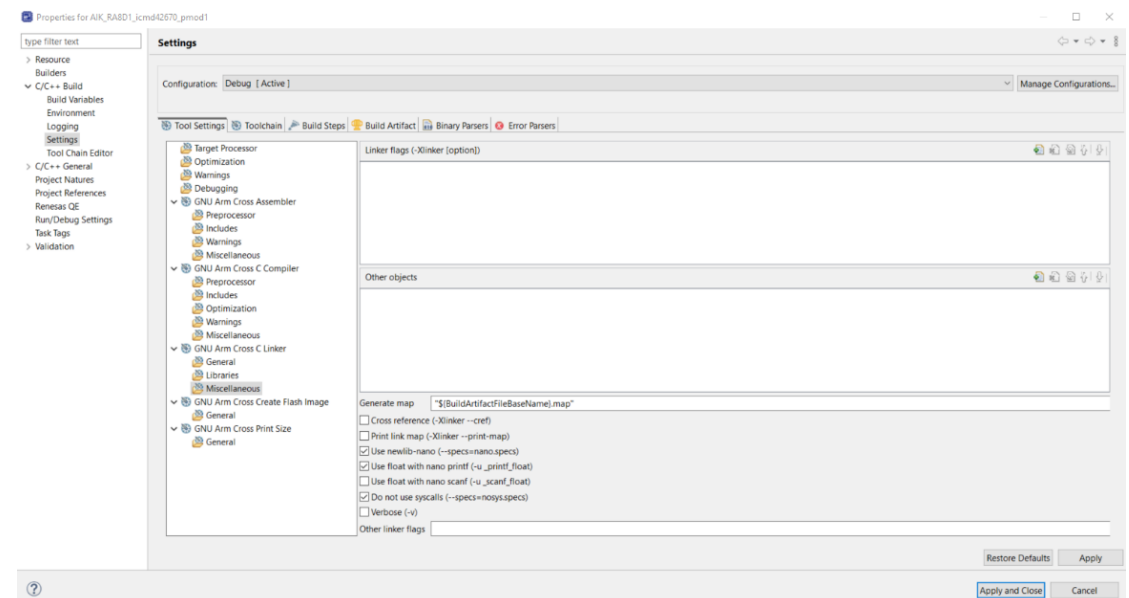 Properties for AIK_RA8D1_icmd42670_pmod1
type filter text
Resource
Builders
C/C++ Build
Build Variables
Environment
Logging
Settings
Tool Chain Editor
C/C++ General
Project Natures
Project References
Renesas QE
Run/Debug Settings
Task Tags
Validation
Settings
Configuration: Debug [ Active ]
Manage Configurations...
Tool Settings Toolchain Build Steps Build Artifact Binary Parsers Error Parsers
Target Processor
Optimization
Warnings
Debugging
GNU Arm Cross Assembler
Preprocessor
Includes
Warnings
Miscellaneous
GNU Arm Cross C Compiler
Preprocessor
Includes
Optimization
Warnings
Miscellaneous
GNU Arm Cross C Linker
General
Libraries
Miscellaneous
GNU Arm Cross Create Flash Image
General
GNU Arm Cross Print Size
General
Linker flags (-Xlinker [option])
Other objects
Generate map "${BuildArtifactFileBaseName}.map"
Cross reference (-Xlinker --cref)
Print link map (-Xlinker --print-map)
Use newlib-nano (--specs=nano.specs)
Use float with nano printf (-u _printf_float)
Use float with nano scanf (-u _scanf_float)
Do not use syscalls (--specs=nosys.specs)
Verbose (-v)
Other linker flags
Restore Defaults Apply
Apply and Close Cancel